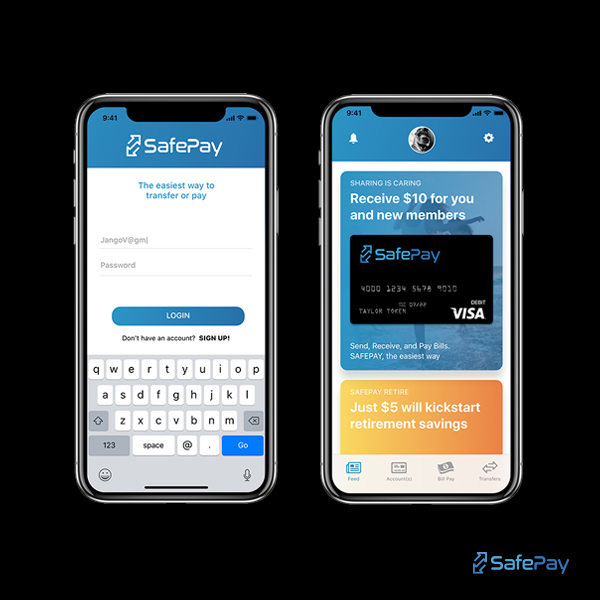 9:41
SafePay
The easiest way to
transfer or pay
JangoV@gm
Password
LOGIN
Don't have an account? SIGN UP!
q w e r t y u i o p
a s d f g h j k l
z x c v b n m
123 space @ . Go
9:41
SHARING IS CARING
Receive $10 for you
and new members
SafePay
4000 1234 5678 9010
TAYLOR TOKEN
DEBIT
VISA
Send, Receive, and Pay Bills.
SAFEPAY, the easiest way
SAFEPAY RETIRE
Just $5 will kickstart
retirement savings
Feed Account(s) Bill Pay Transfers
SafePay